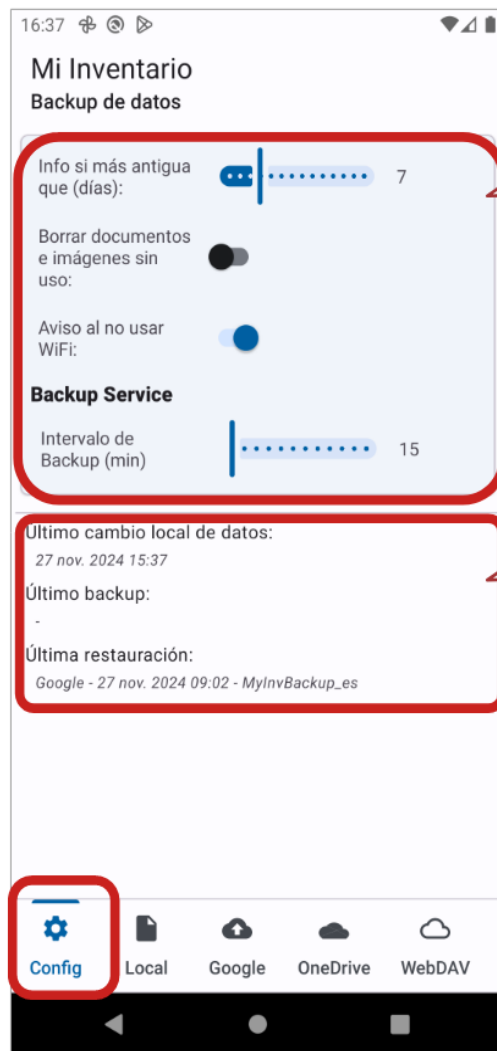 16:37
Mi Inventario
Backup de datos
Info si más antigua
que (días):
7
Borrar documentos
e imágenes sin
uso:
Aviso al no usar
WiFi:
Backup Service
Intervalo de
Backup (min)
15
Último cambio local de datos:
27 nov. 2024 15:37
Último backup:
-
Última restauración:
Google - 27 nov. 2024 09:02 - MyInvBackup_es
Config Local Google OneDrive WebDAV